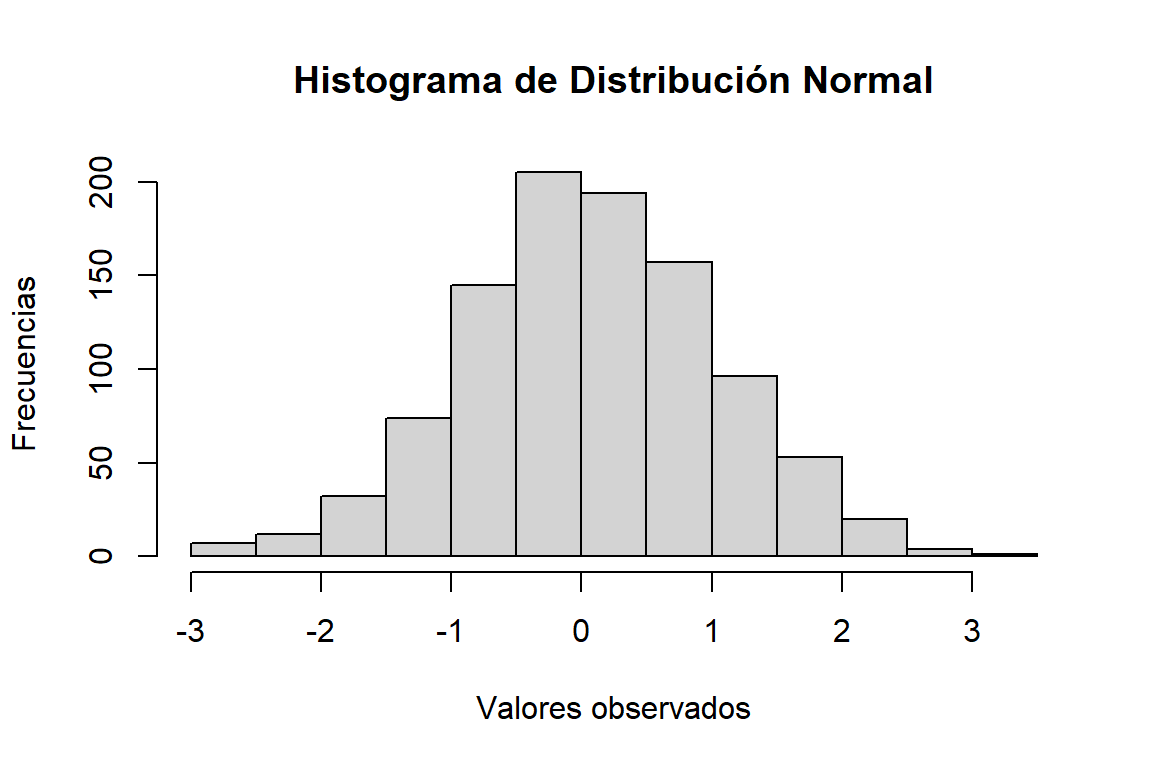 Histograma de Distribución Normal
Frecuencias
200
150
100
50
0
-3 -2 -1 0 1 2 3
Valores observados